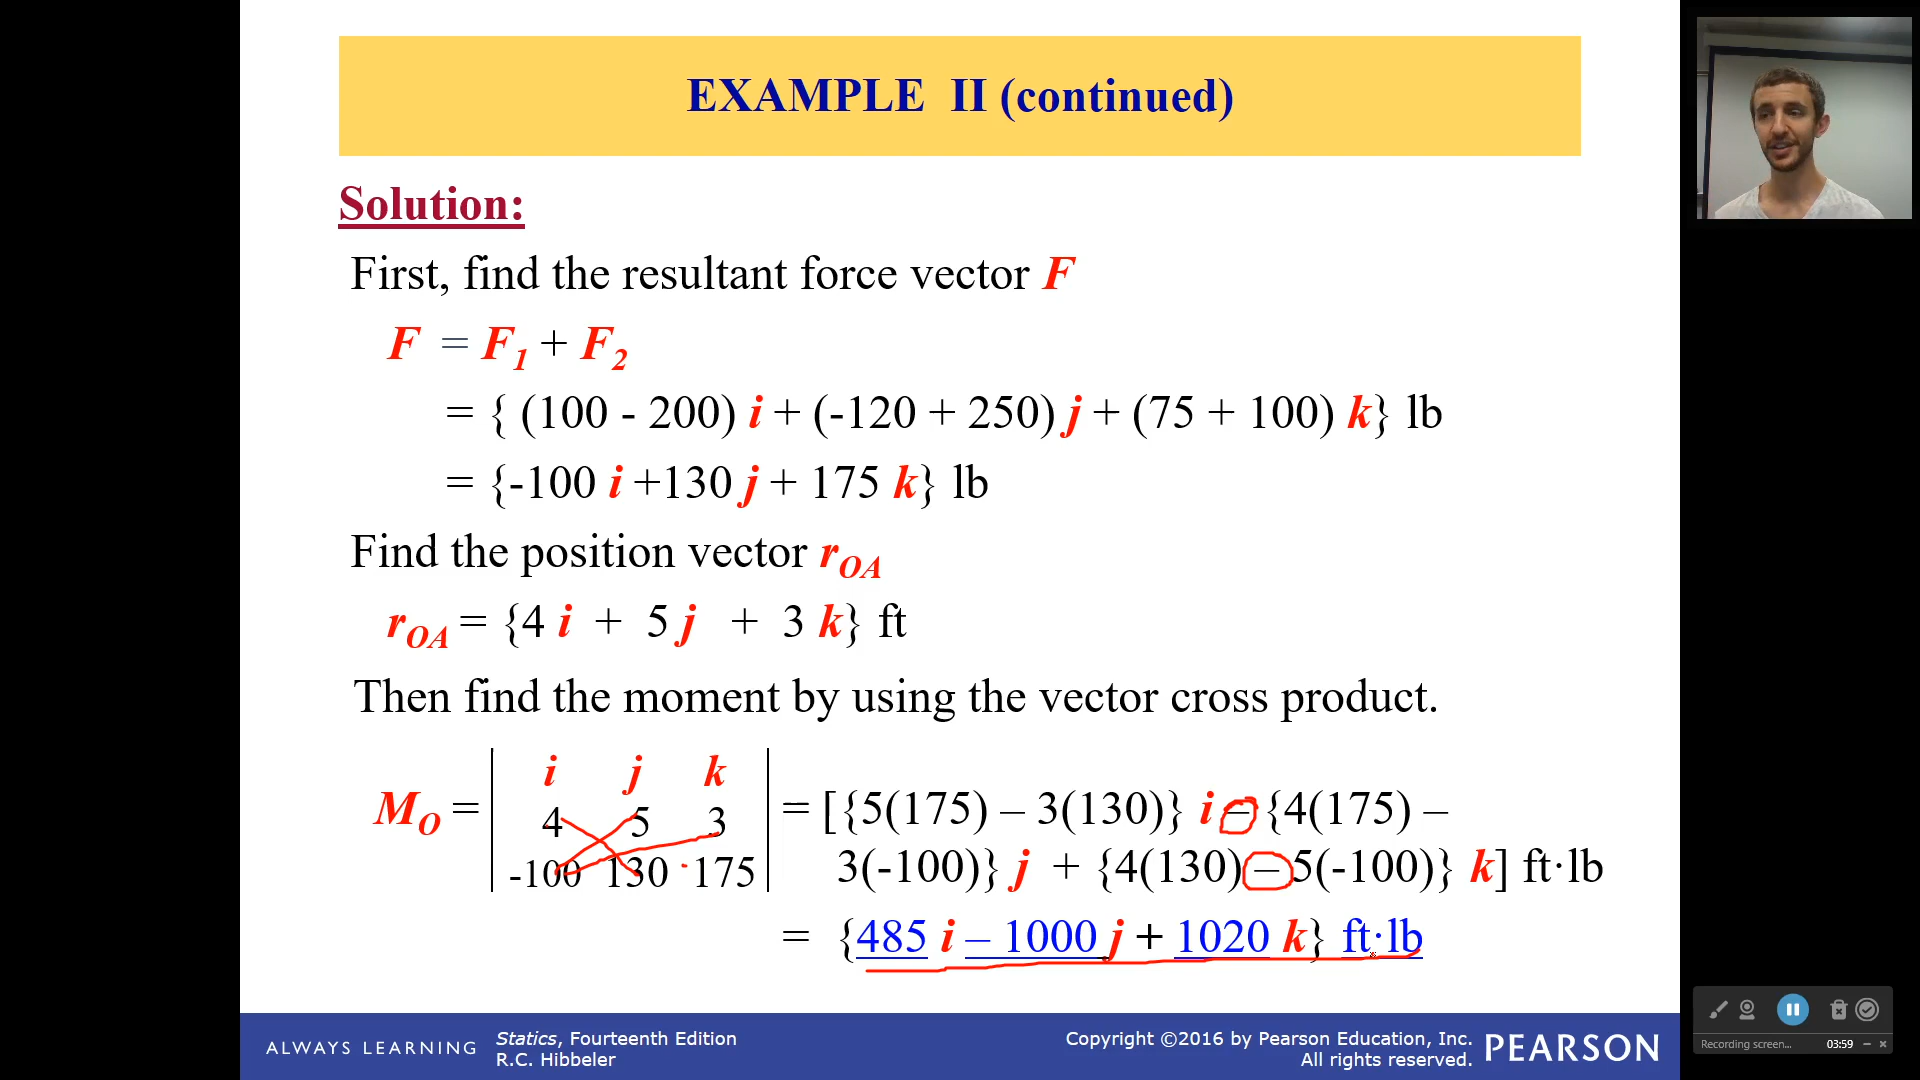 EXAMPLE II (continued)
Solution:
First, find the resultant force vector F
F = F1 + F2
= { (100 - 200) i + (-120 + 250) j + (75 + 100) k} lb
= {-100 i +130 j + 175 k} lb
Find the position vector rOA
rOA = {4 i + 5 j + 3 k} ft
Then find the moment by using the vector cross product.
i j k
MO = 4 5 3 = [{5(175) – 3(130)} i – {4(175) –
-100 130 175 3(-100)} j + {4(130) – 5(-100)} k] ft·lb
= {485 i – 1000 j + 1020 k} ft·lb
ALWAYS LEARNING
Statics, Fourteenth Edition
R.C. Hibbeler
Copyright ©2016 by Pearson Education, Inc.
All rights reserved.
PEARSON
Recording screen... 03:59